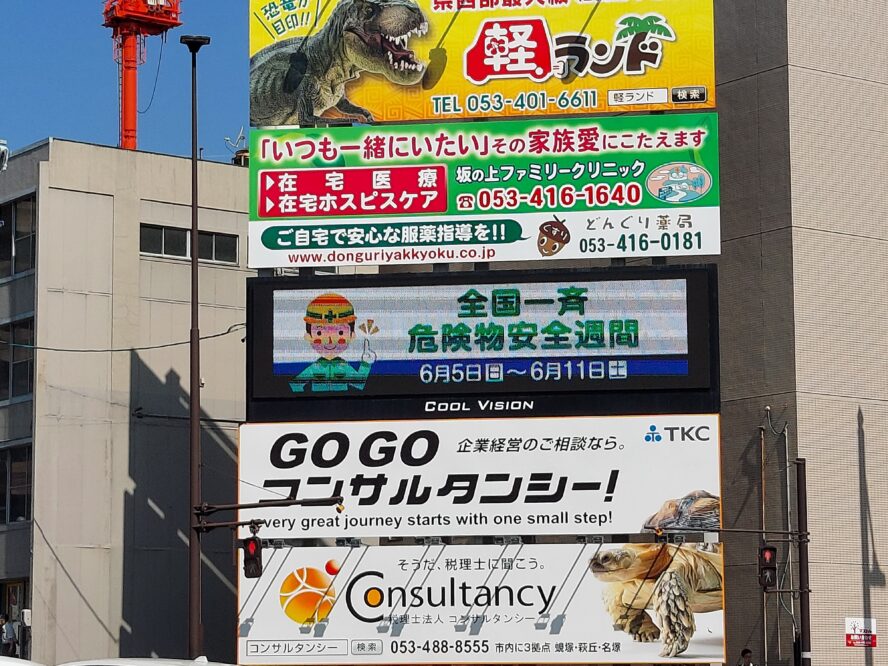 恐竜が
目印!!
県西部最大級
軽ランド
TEL 053-401-6611 軽ランド 検索
「いつも一緒にいたい」その家族愛にこたえます
在宅医療
在宅ホスピスケア
坂の上ファミリークリニック
☎053-416-1640
ご自宅で安心な服薬指導を!!
www.donguriyakkyoku.co.jp
くすり
どんぐり薬局
053-416-0181
全国一斉
危険物安全週間
6月5日日～6月11日土
COOL VISION
GO GO 企業経営のご相談なら。
TKC
コンサルタンシー!
every great journey starts with one small step!
そうだ、税理士に聞こう。
Consultancy
税理士法人 コンサルタンシー
コンサルタンシー 検索 053-488-8555 市内に3拠点 蜆塚・萩丘・名塚